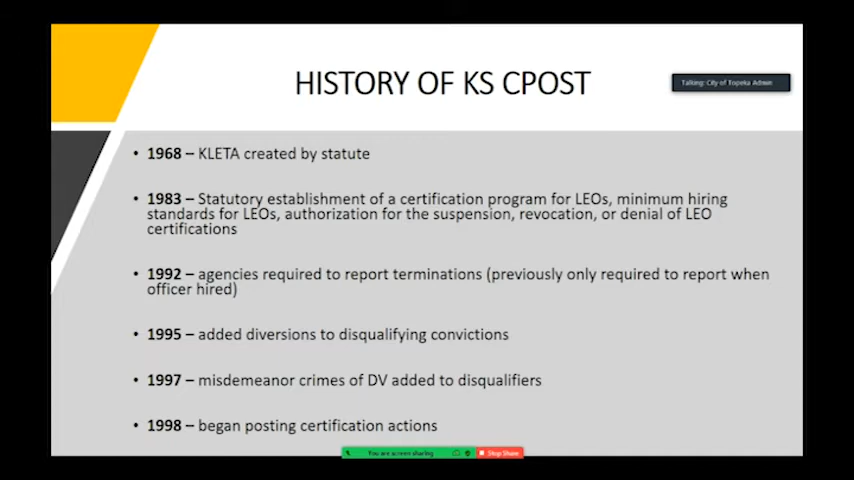 HISTORY OF KS CPOST
Talking: City of Topeka Admin
• 1968 – KLETA created by statute
• 1983 – Statutory establishment of a certification program for LEOs, minimum hiring
standards for LEOs, authorization for the suspension, revocation, or denial of LEO
certifications
• 1992 – agencies required to report terminations (previously only required to report when
officer hired)
• 1995 – added diversions to disqualifying convictions
• 1997 – misdemeanor crimes of DV added to disqualifiers
• 1998 – began posting certification actions
You are screen sharing
Stop Share